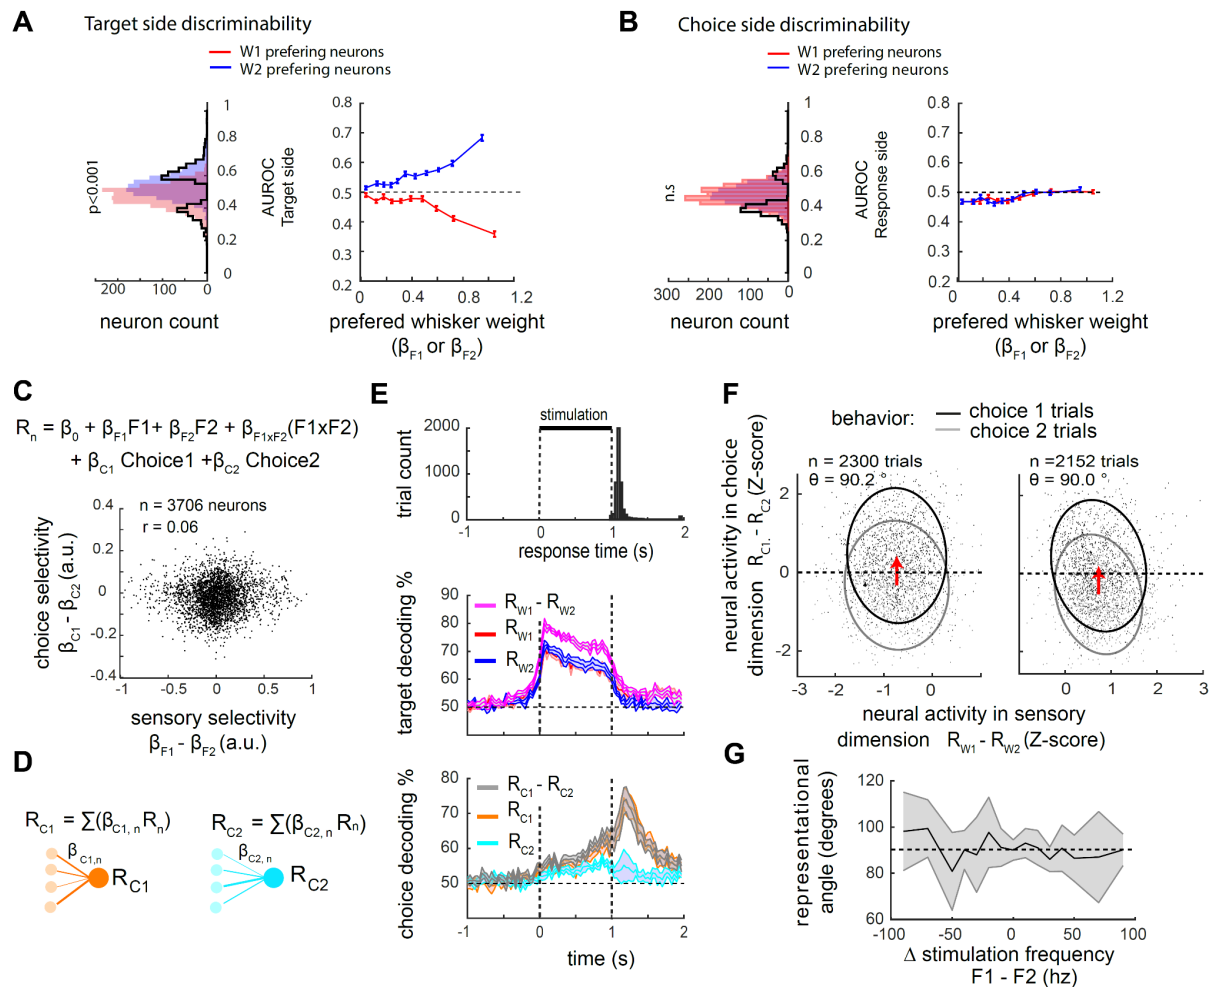 A
Target side discriminability
W1 prefering neurons
W2 prefering neurons
p<0.001
1
0.8
0.6
0.4
0.2
0
200
100
0
neuron count
AUROC
Target side
0.8
0.7
0.6
0.5
0.4
0.3
0.2
0
0.4
0.8
1.2
prefered whisker weight
(βF1 or βF2)
B
Choice side discriminability
W1 prefering neurons
W2 prefering neurons
n.s
1
0.8
0.6
0.4
0.2
0
300
200
100
0
neuron count
AUROC
Response side
0.8
0.7
0.6
0.5
0.4
0.3
0.2
0
0.4
0.8
1.2
prefered whisker weight
(βF1 or βF2)
C
Rn = β0 + βF1F1+ βF2F2 + βF1xF2(F1xF2)
+ βC1 Choice1 +βC2 Choice2
n = 3706 neurons
r = 0.06
choice selectivity
βC1 - βC2 (a.u.)
0.4
0.2
0
-0.2
-0.4
-1
-0.5
0
0.5
1
sensory selectivity
βF1 - βF2 (a.u.)
D
RC1 = ∑(βC1, nRn)
βC1,n
RC1
RC2 = ∑(βC2, nRn)
βC2, n
RC2
E
stimulation
trial count
2000
1000
0
-1
0
1
2
response time (s)
target decoding %
90
80
70
60
50
RW1 - RW2
RW1
RW2
-1
0
1
2
choice decoding %
80
70
60
50
RC1 - RC2
RC1
RC2
-1
0
1
2
time (s)
F
behavior:
choice 1 trials
choice 2 trials
n = 2300 trials
θ = 90.2 °
n =2152 trials
θ = 90.0 °
neural activity in choice
dimension RC1 - RC2 (Z-score)
2
0
-2
-2
-1
0
0
1
2
3
neural activity in sensory
dimension RW1 - RW2 (Z-score)
G
representational
angle (degrees)
120
100
80
60
-100
-50
0
50
100
Δ stimulation frequency
F1 - F2 (hz)